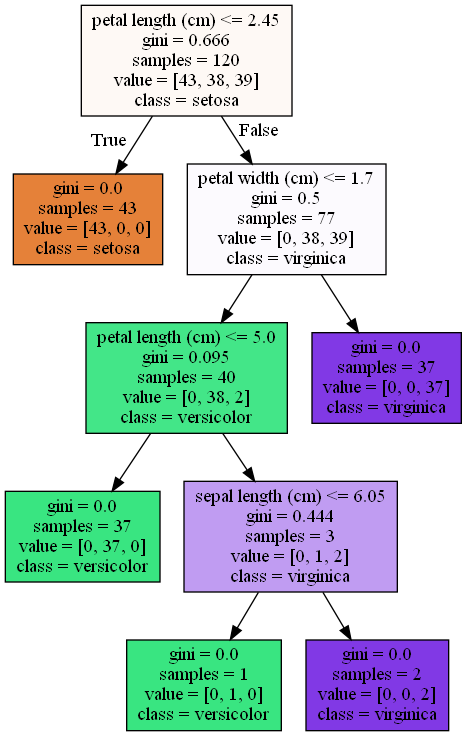 petal length (cm) <= 2.45
gini = 0.666
samples = 120
value = [43, 38, 39]
class = setosa
True
False
gini = 0.0
samples = 43
value = [43, 0, 0]
class = setosa
petal width (cm) <= 1.7
gini = 0.5
samples = 77
value = [0, 38, 39]
class = virginica
petal length (cm) <= 5.0
gini = 0.095
samples = 40
value = [0, 38, 2]
class = versicolor
gini = 0.0
samples = 37
value = [0, 0, 37]
class = virginica
gini = 0.0
samples = 37
value = [0, 37, 0]
class = versicolor
sepal length (cm) <= 6.05
gini = 0.444
samples = 3
value = [0, 1, 2]
class = virginica
gini = 0.0
samples = 1
value = [0, 1, 0]
class = versicolor
gini = 0.0
samples = 2
value = [0, 0, 2]
class = virginica